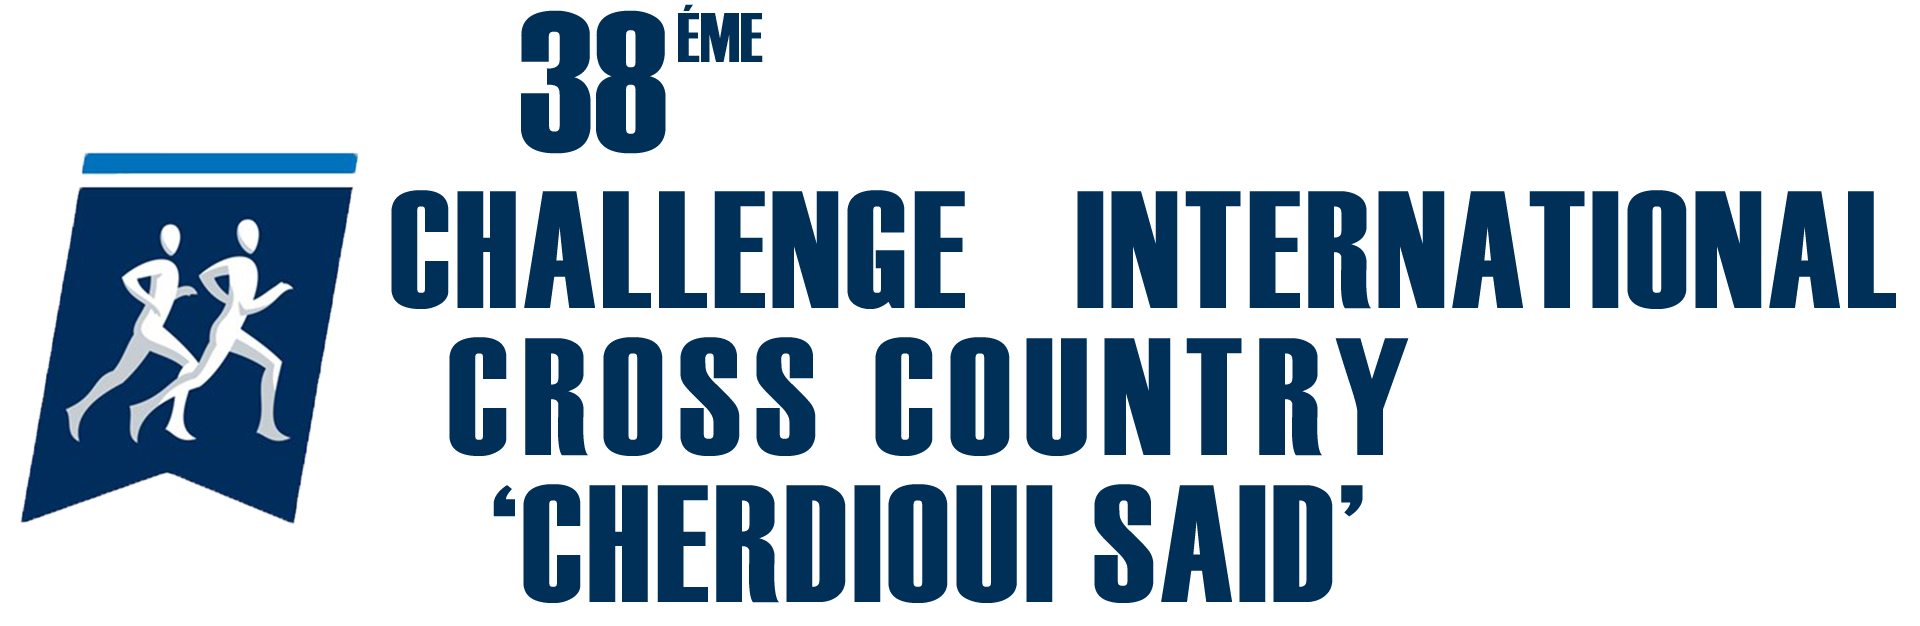 38ÉME
CHALLENGE INTERNATIONAL
CROSS COUNTRY
‘CHERDIOUI SAID’